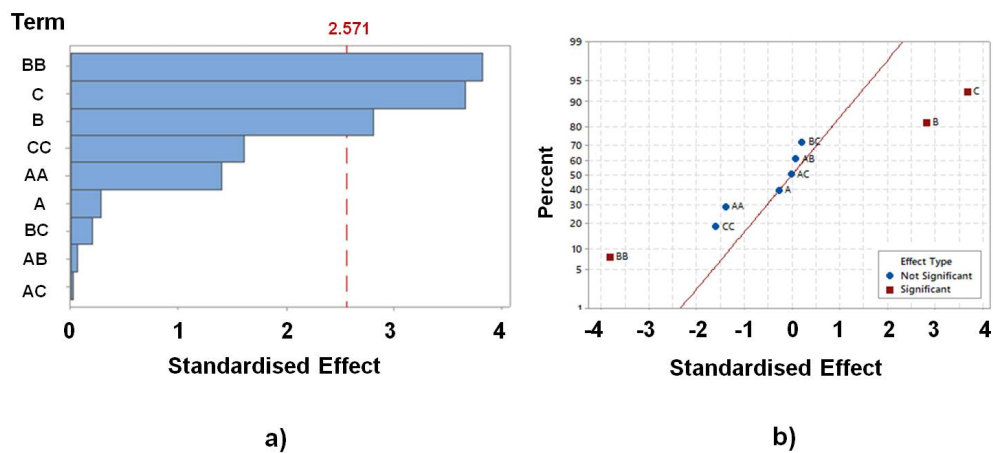 Term
2.571
BB
C
B
CC
AA
A
BC
AB
AC
0 1 2 3 4
Standardised Effect
a)
Percent
99
95
90
80
70
60
50
40
30
20
10
5
1
C
B
BC
AB
AC
A
AA
CC
BB
Effect Type
Not Significant
Significant
-4 -3 -2 -1 0 1 2 3 4
Standardised Effect
b)